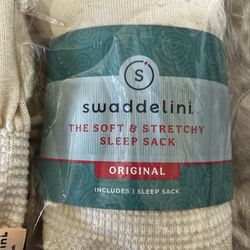 S
swaddelini
THE SOFT & STRETCHY
SLEEP SACK
ORIGINAL
INCLUDES 1 SLEEP SACK